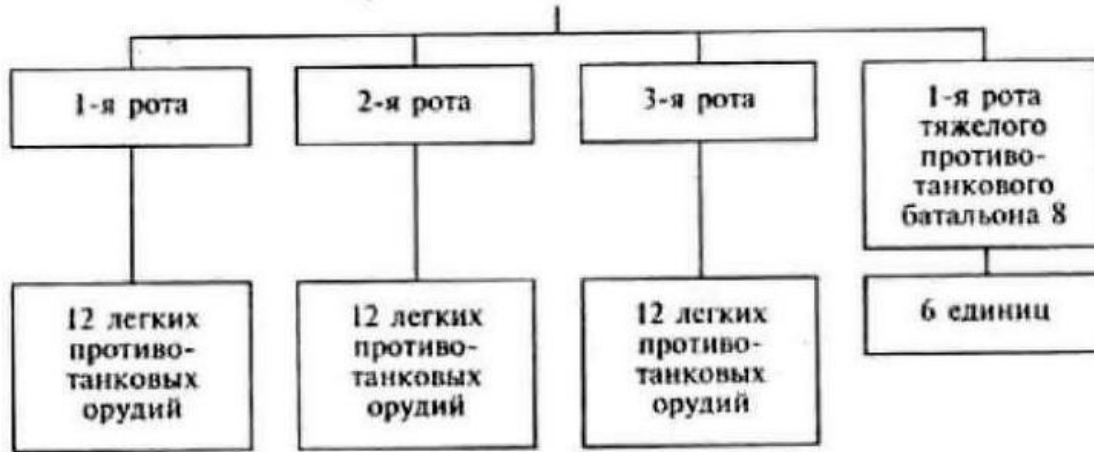 1-я рота
2-я рота
3-я рота
1-я рота
тяжелого
противо-
танкового
батальона 8
12 легких
противо-
танковых
орудий
12 легких
противо-
танковых
орудий
12 легких
противо-
танковых
орудий
6 единиц